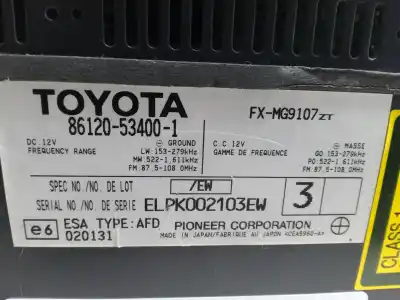 TOYOTA
86120-53400-1
FX-MG9107ZT
DC. 12V
GROUND
FREQUENCY RANGE
LW:153-279kHz
MW:522-1,611kHz
FM:87.5-108.0MHz
C.C.12V
MASSE
GAMME DE FREQUENCE
GO:153-279kHz
PO:522-1,611kHz
FM:87.5-108.0MHz
SPEC NO./NO. DE LOT
/EW
SERIAL NO./NO. DE SERIE
ELPK002103EW
3
e6
ESA TYPE: AFD
020131
PIONEER CORPORATION
MADE IN JAPAN/FABRIQUE AU JAPON
CLASS 1